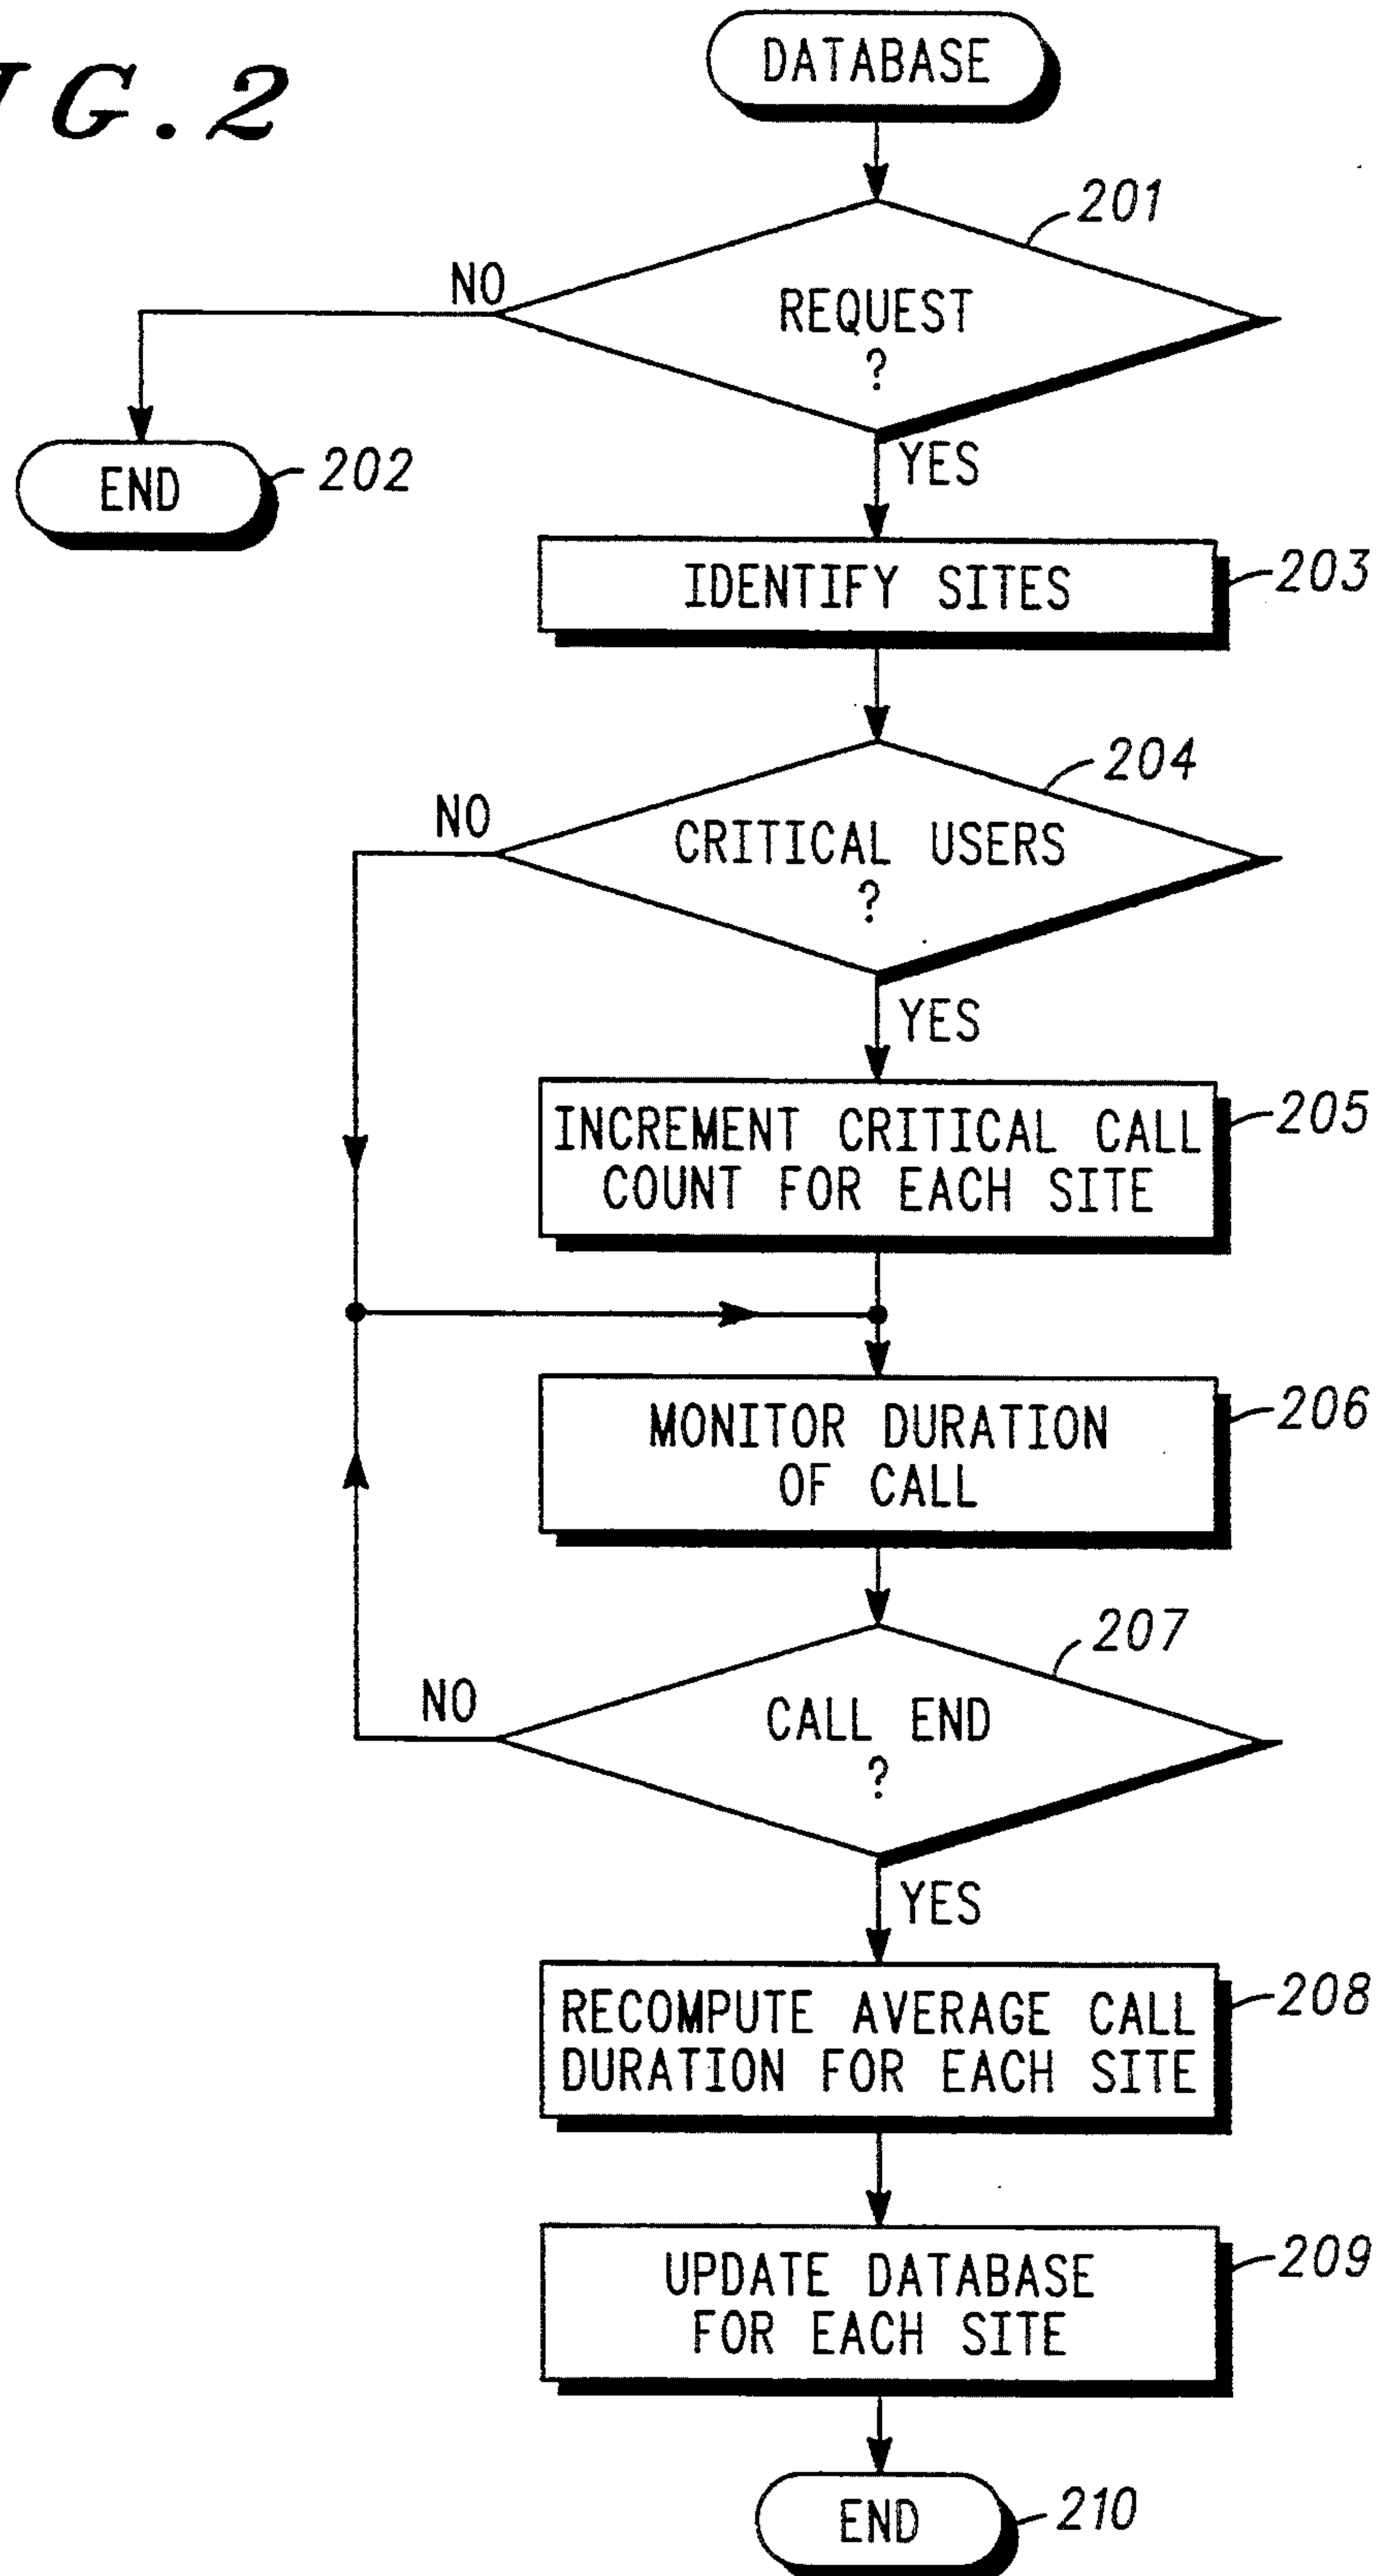 G.2
DATABASE
201
REQUEST
?
NO
YES
END
202
IDENTIFY SITES
203
204
CRITICAL USERS
?
NO
YES
INCREMENT CRITICAL CALL
COUNT FOR EACH SITE
205
MONITOR DURATION
OF CALL
206
207
CALL END
?
NO
YES
RECOMPUTE AVERAGE CALL
DURATION FOR EACH SITE
208
UPDATE DATABASE
FOR EACH SITE
209
END
210